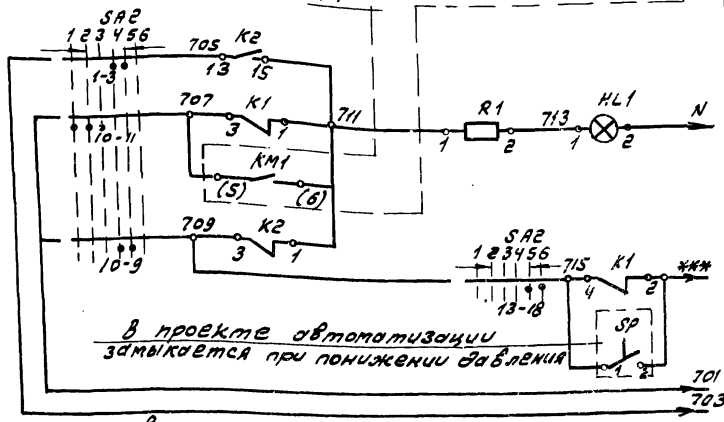 SA2
1 2 3 4 5 6
705 K2
1-3 13 15
707 K1 711 R1 713 HL1 N
10-11 3 1 1 2 1 2
KM1
(5) (6)
709 K2
10-9 3 1
SA2
1 2 3 4 5 6 715 K1 ***
13-18 4 2
SP
1 2
В проекте автоматизации
замыкается при понижении давления
701
703